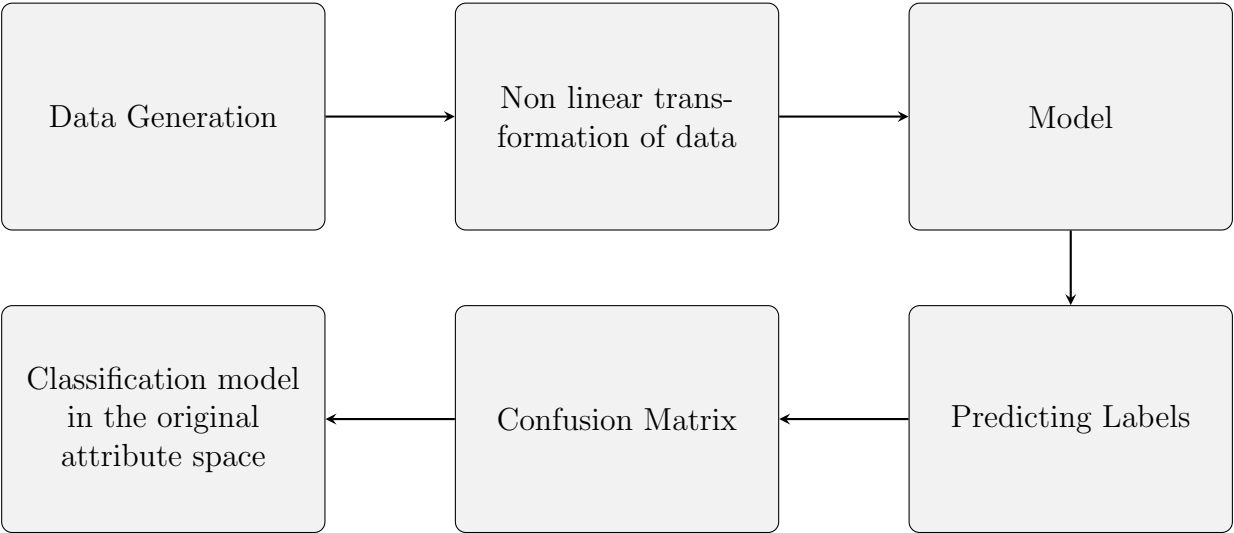 Data Generation
Non linear trans-
formation of data
Model
Classification model
in the original
attribute space
Confusion Matrix
Predicting Labels